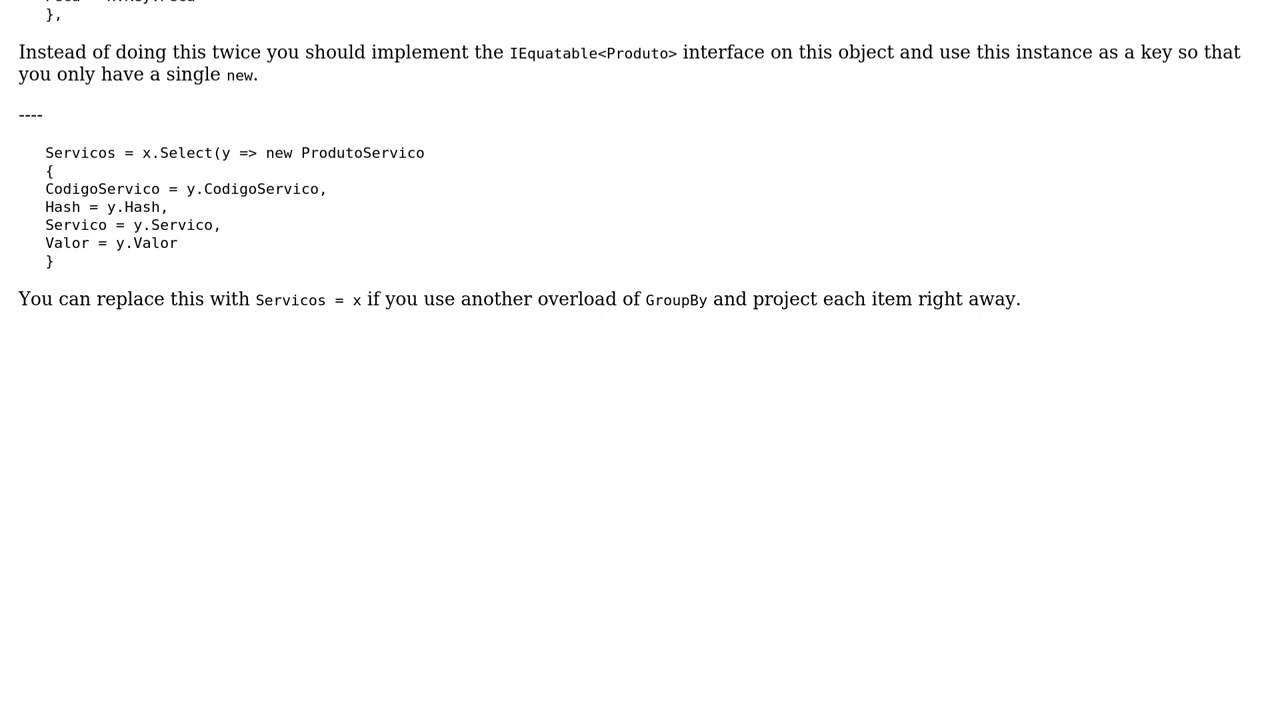 },
Instead of doing this twice you should implement the IEquatable<Produto> interface on this object and use this instance as a key so that
you only have a single new.
----
Servicos = x.Select(y => new ProdutoServico
{
CodigoServico = y.CodigoServico,
Hash = y.Hash,
Servico = y.Servico,
Valor = y.Valor
}
You can replace this with Servicos = x if you use another overload of GroupBy and project each item right away.